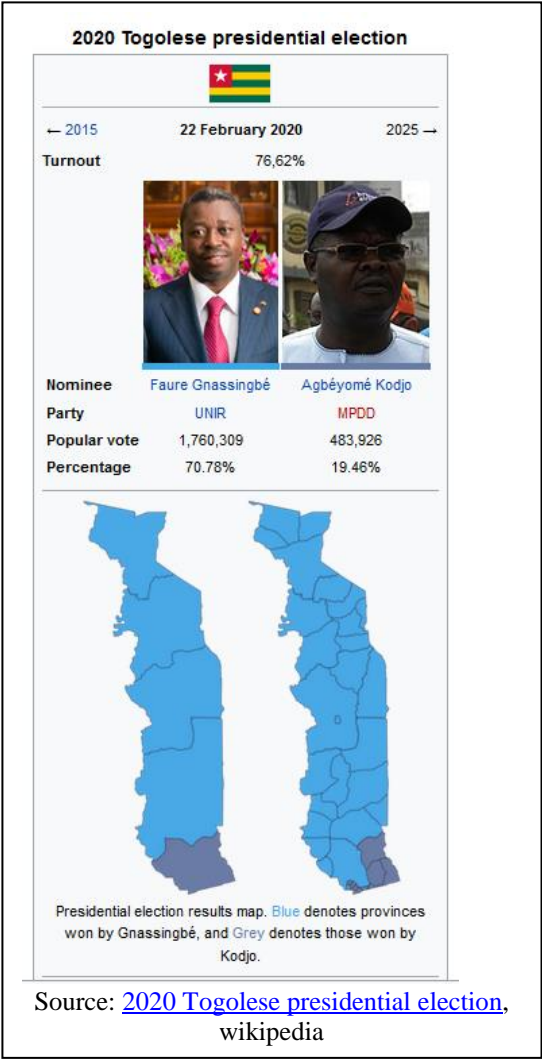 2020 Togolese presidential election
← 2015 22 February 2020 2025 →
Turnout 76,62%
Nominee Faure Gnassingbé Agbéyomé Kodjo
Party UNIR MPDD
Popular vote 1,760,309 483,926
Percentage 70.78% 19.46%
Presidential election results map. Blue denotes provinces
won by Gnassingbé, and Grey denotes those won by
Kodjo.
Source: 2020 Togolese presidential election,
wikipedia